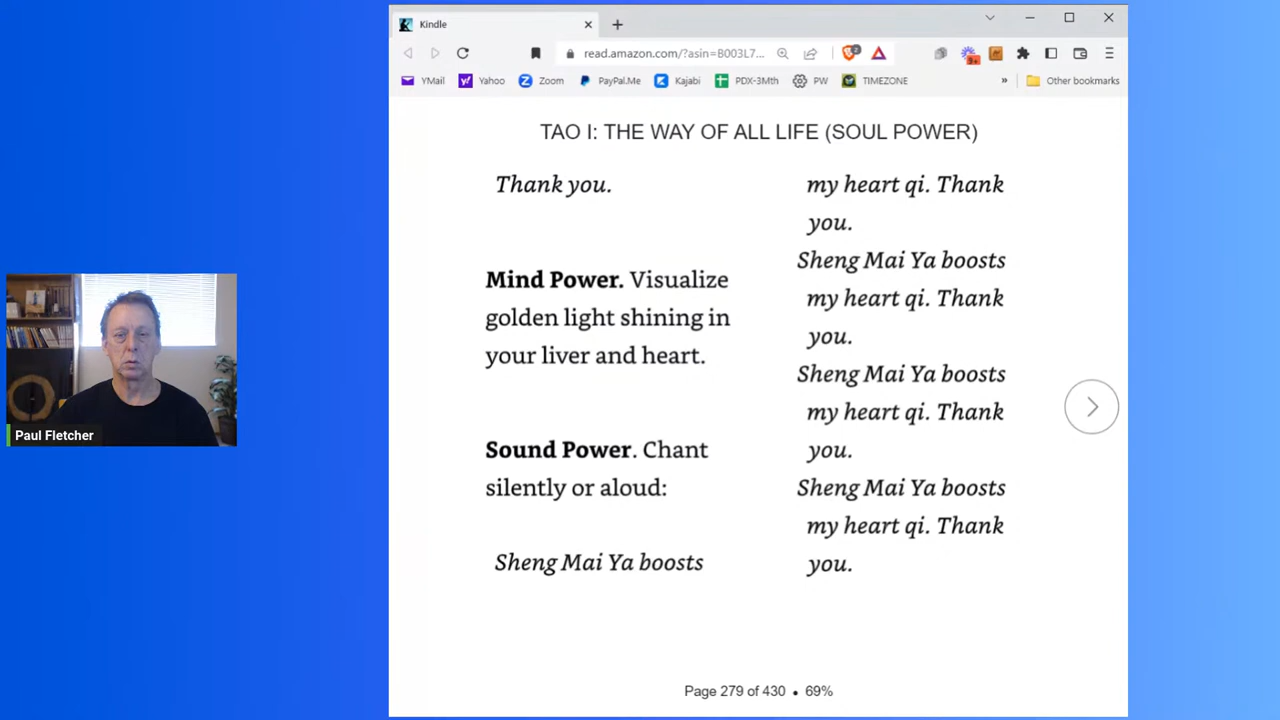 Kindle
read.amazon.com/?asin=B003L7...
2
9+
YMail
Yahoo
Zoom
PayPal.Me
Kajabi
PDX-3Mth
PW
TIMEZONE
»
Other bookmarks
TAO I: THE WAY OF ALL LIFE (SOUL POWER)
Thank you.
Mind Power. Visualize
golden light shining in
your liver and heart.
Sound Power. Chant
silently or aloud:
Sheng Mai Ya boosts
my heart qi. Thank
you.
Sheng Mai Ya boosts
my heart qi. Thank
you.
Sheng Mai Ya boosts
my heart qi. Thank
you.
Sheng Mai Ya boosts
my heart qi. Thank
you.
Page 279 of 430 • 69%
Paul Fletcher